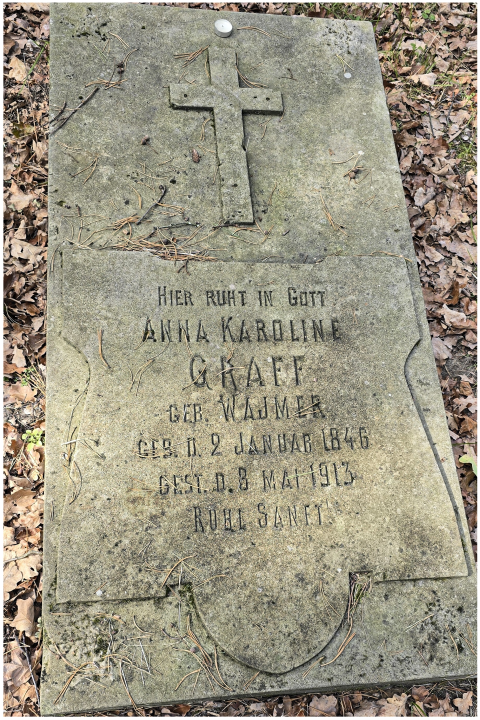 HIER RUHT IN GOTT
ANNA KAROLINE
GRAFF
GEB. WAJMER
GEB. D. 2 JANUAR 1846
GEST. D. 8 MAI 1913
RUHE SANFT!